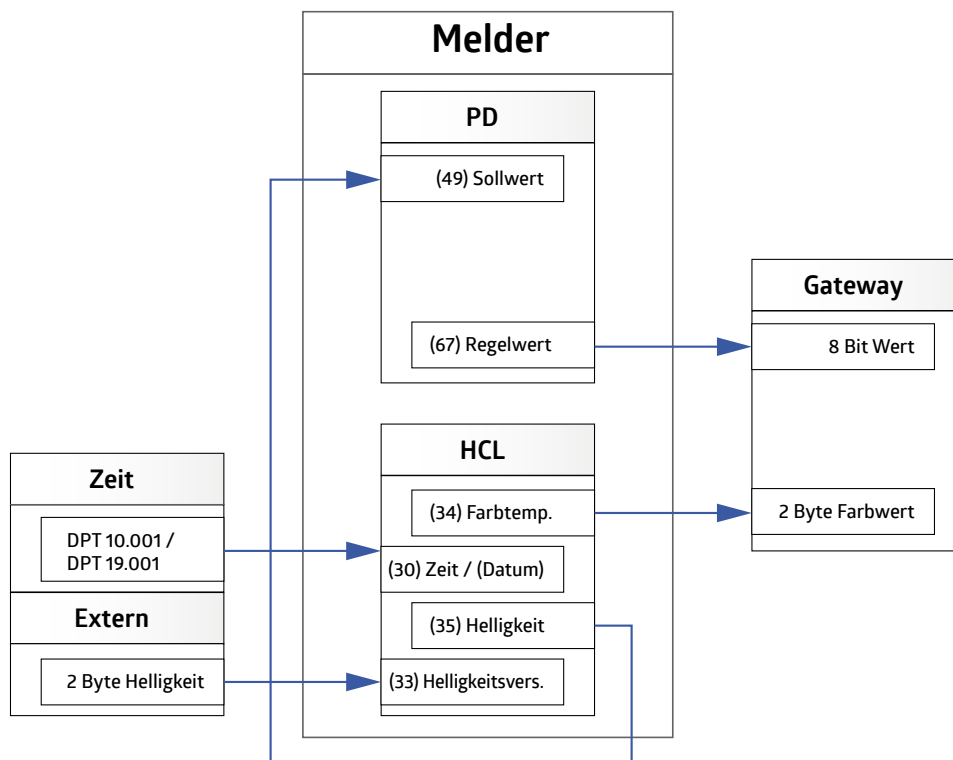 Melder
PD
(49) Sollwert
(67) Regelwert
Gateway
8 Bit Wert
2 Byte Farbwert
HCL
(34) Farbtemp.
(30) Zeit / (Datum)
(35) Helligkeit
(33) Helligkeitsvers.
Zeit
DPT 10.001 /
DPT 19.001
Extern
2 Byte Helligkeit